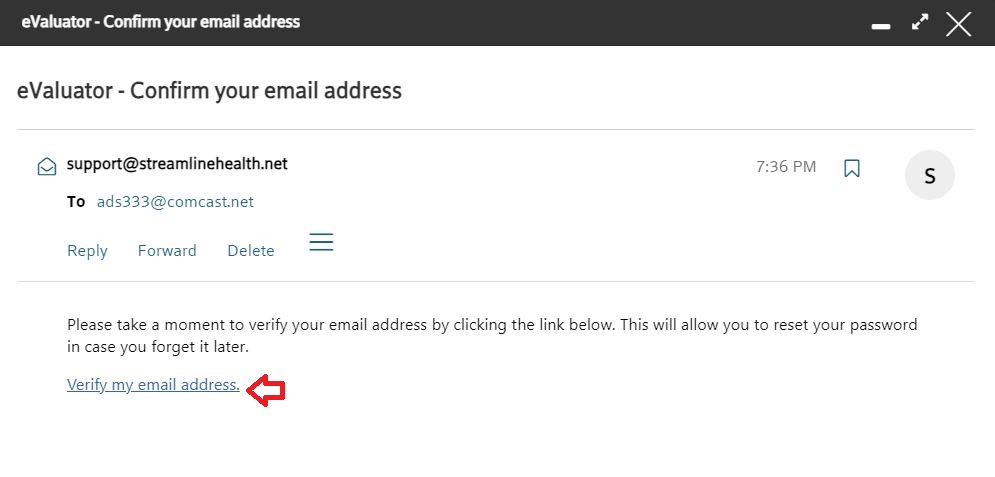 eValuator - Confirm your email address
eValuator - Confirm your email address
support@streamlinehealth.net
7:36 PM
S
To ads333@comcast.net
Reply Forward Delete
Please take a moment to verify your email address by clicking the link below. This will allow you to reset your password
in case you forget it later.
Verify my email address.